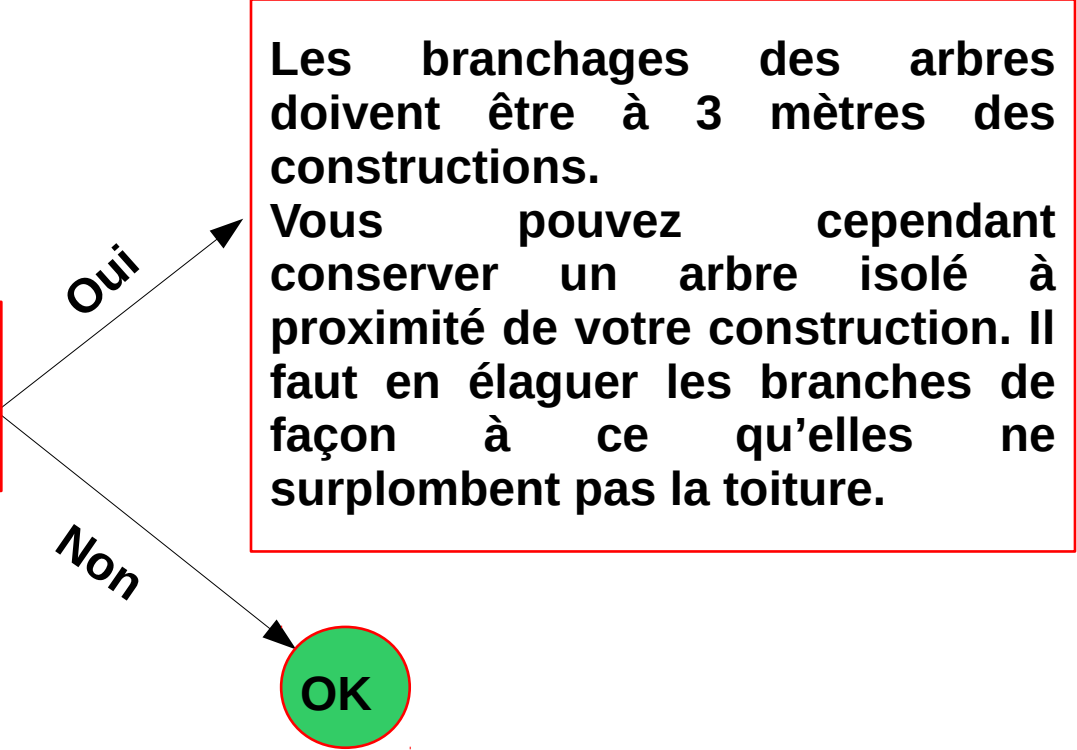 Les branchages des arbres
doivent être à 3 mètres des
constructions.
Vous pouvez cependant
conserver un arbre isolé à
proximité de votre construction. Il
faut en élaguer les branches de
façon à ce qu’elles ne
surplombent pas la toiture.
Oui
Non
OK